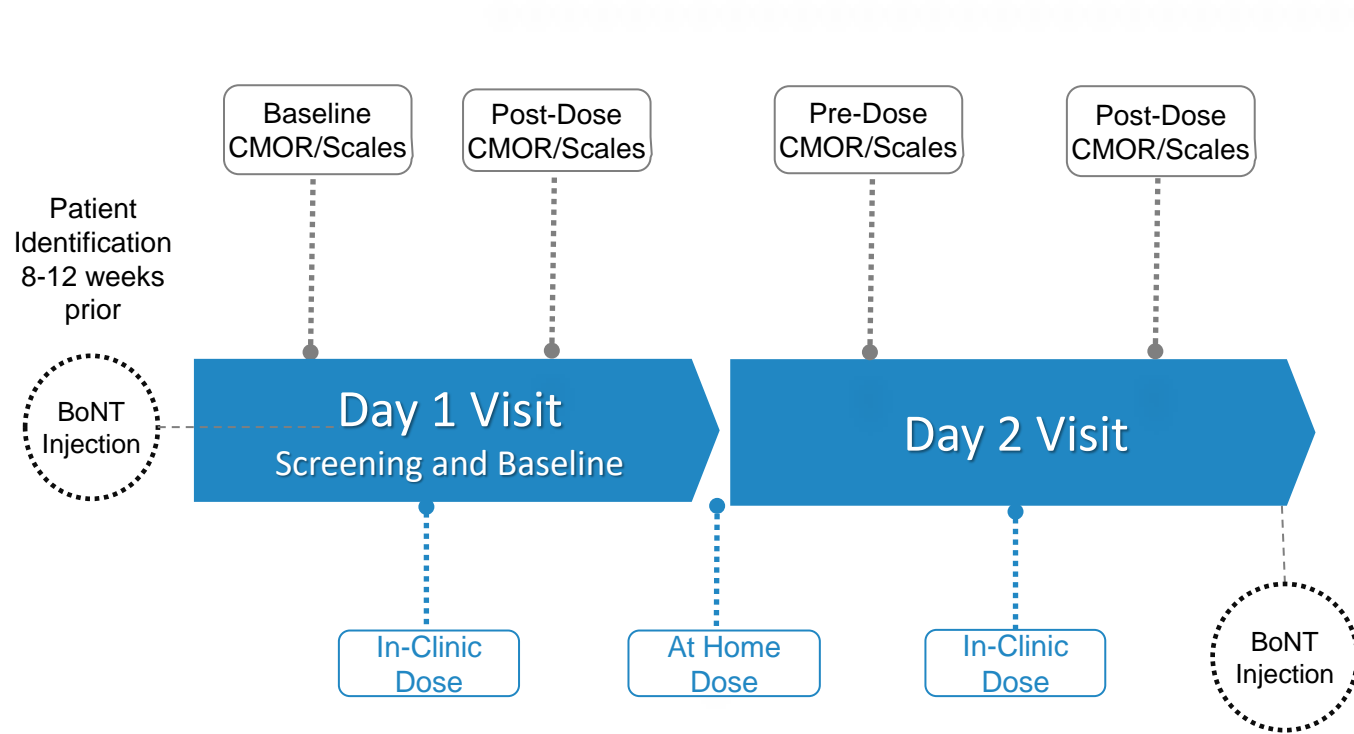 Baseline
CMOR/Scales
Post-Dose
CMOR/Scales
Pre-Dose
CMOR/Scales
Post-Dose
CMOR/Scales
Patient
Identification
8-12 weeks
prior
BoNT
Injection
Day 1 Visit
Screening and Baseline
Day 2 Visit
In-Clinic
Dose
At Home
Dose
In-Clinic
Dose
BoNT
Injection